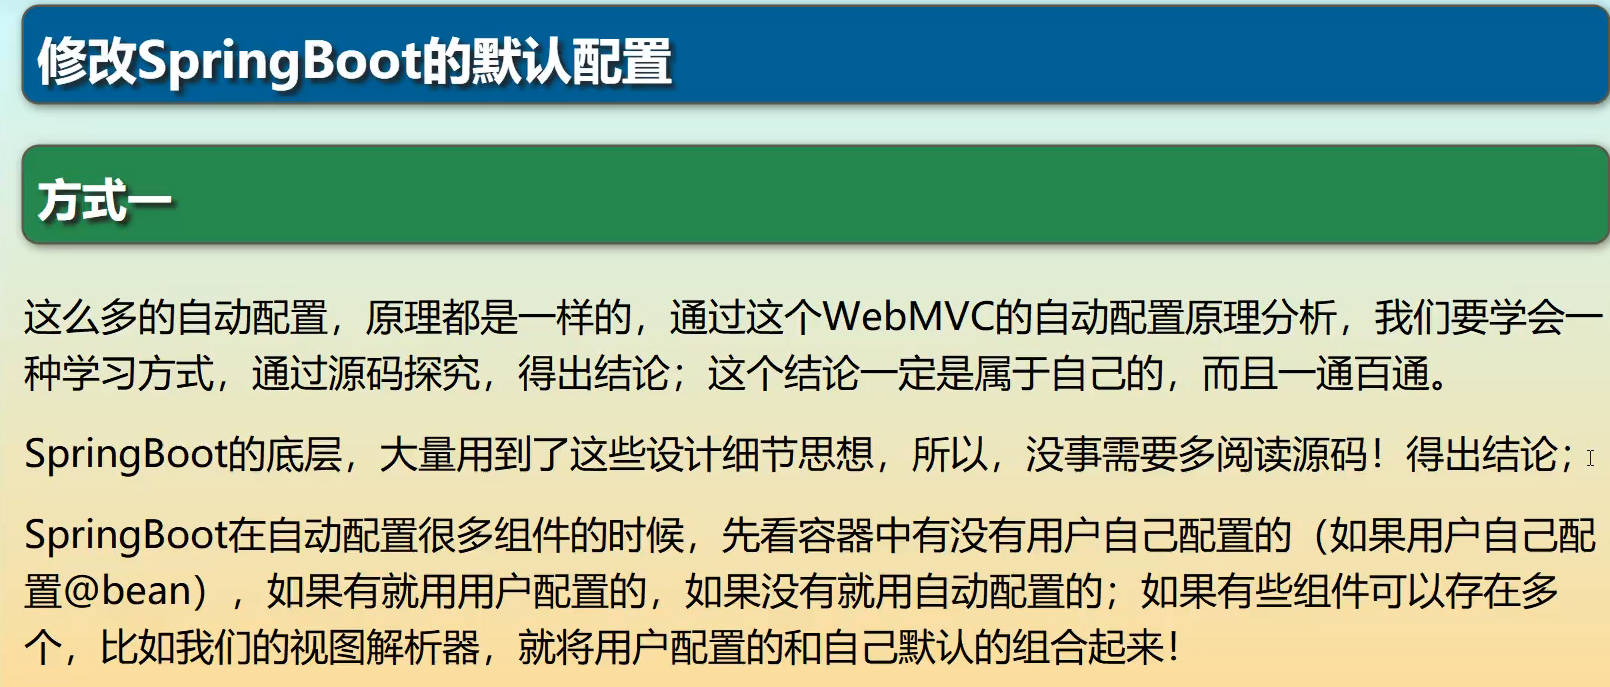 修改SpringBoot的默认配置
方式一
这么多的自动配置，原理都是一样的，通过这个WebMVC的自动配置原理分析，我们要学会一
种学习方式，通过源码探究，得出结论；这个结论一定是属于自己的，而且一通百通。
SpringBoot的底层，大量用到了这些设计细节思想，所以，没事需要多阅读源码！得出结论；
SpringBoot在自动配置很多组件的时候，先看容器中有没有用户自己配置的（如果用户自己配
置@bean），如果有就用用户配置的，如果没有就用自动配置的；如果有些组件可以存在多
个，比如我们的视图解析器，就将用户配置的和自己默认的组合起来！